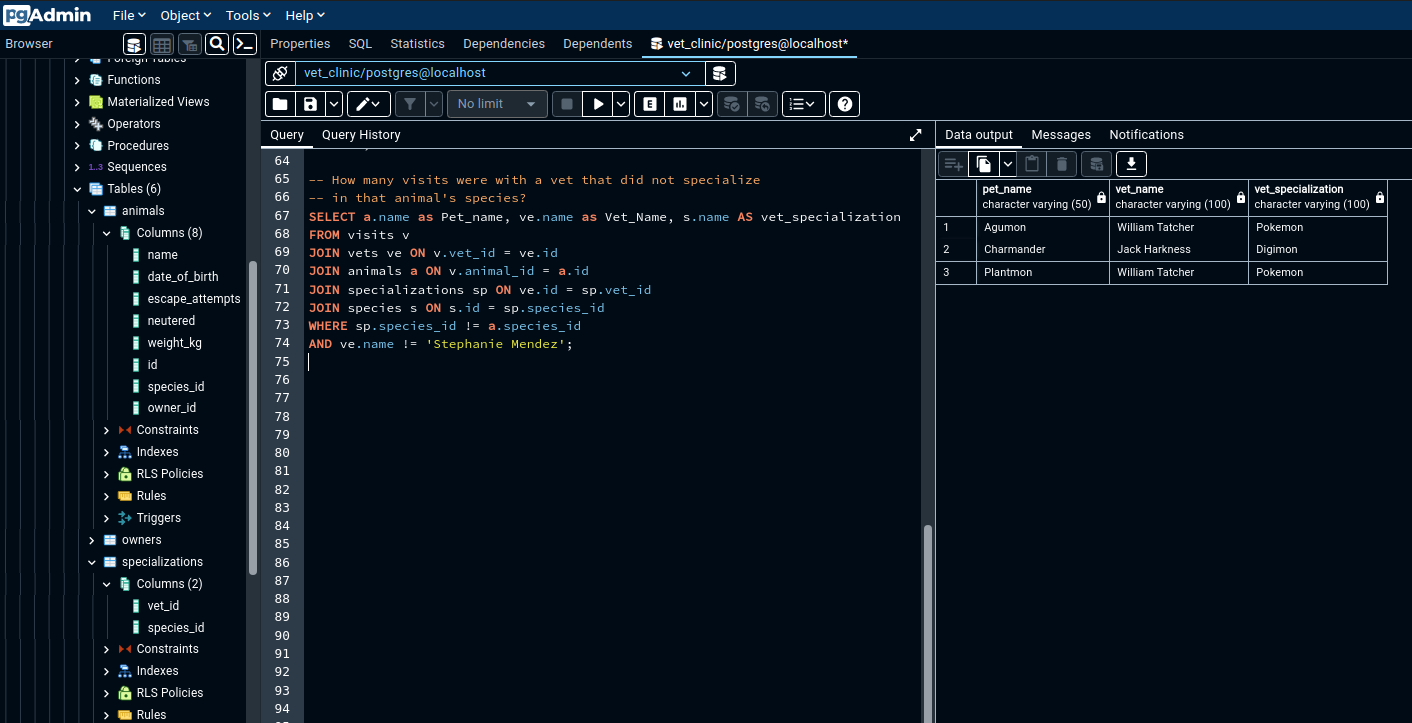 pgAdmin File Object Tools Help
Browser
Properties SQL Statistics Dependencies Dependents vet_clinic/postgres@localhost*
Foreign Tables
Functions
Materialized Views
Operators
Procedures
1..3 Sequences
Tables (6)
animals
Columns (8)
name
date_of_birth
escape_attempts
neutered
weight_kg
id
species_id
owner_id
Constraints
Indexes
RLS Policies
Rules
Triggers
owners
specializations
Columns (2)
vet_id
species_id
Constraints
Indexes
RLS Policies
Rules
vet_clinic/postgres@localhost
No limit E
Query Query History
64
65 -- How many visits were with a vet that did not specialize
66 -- in that animal's species?
67 SELECT a.name as Pet_name, ve.name as Vet_Name, s.name AS vet_specialization
68 FROM visits v
69 JOIN vets ve ON v.vet_id = ve.id
70 JOIN animals a ON v.animal_id = a.id
71 JOIN specializations sp ON ve.id = sp.vet_id
72 JOIN species s ON s.id = sp.species_id
73 WHERE sp.species_id != a.species_id
74 AND ve.name != 'Stephanie Mendez';
75
76
77
78
79
80
81
82
83
84
85
86
87
88
89
90
91
92
93
94
Data output Messages Notifications
pet_name vet_name vet_specialization
character varying (50) character varying (100) character varying (100)
1 Agumon William Tatcher Pokemon
2 Charmander Jack Harkness Digimon
3 Plantmon William Tatcher Pokemon